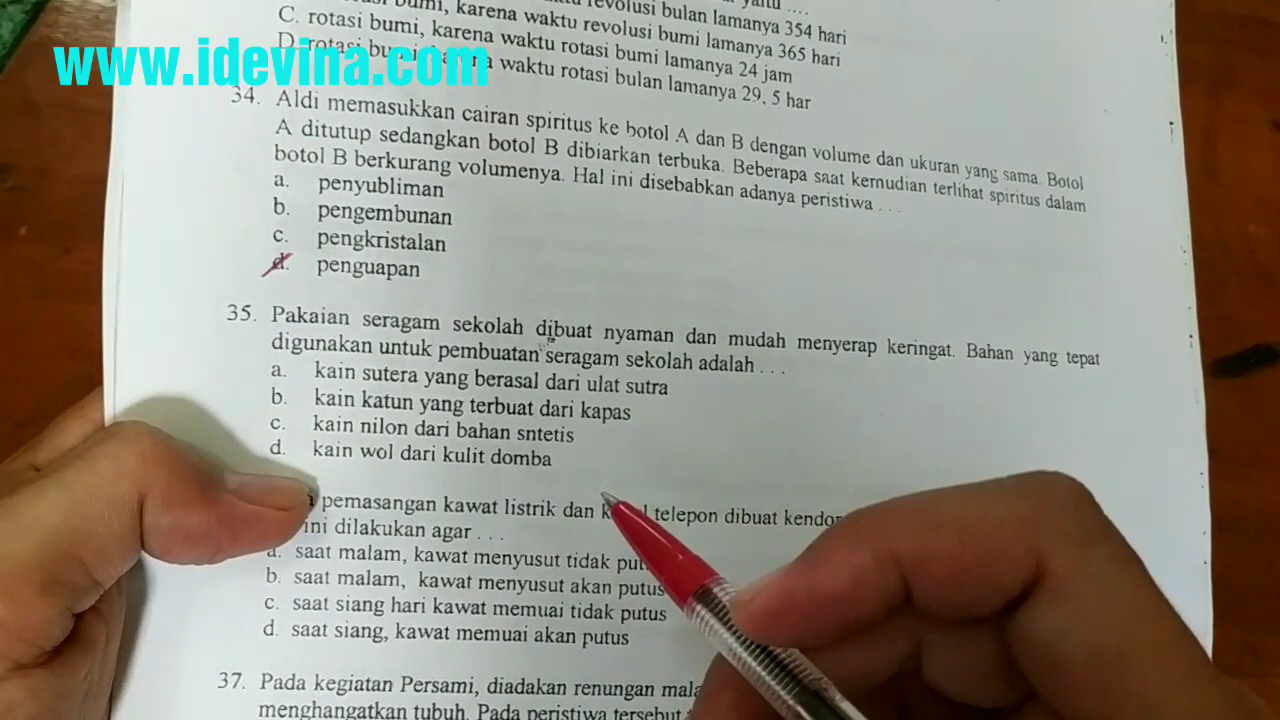 yaitu ....
revolusi bulan lamanya 354 hari
bumi, karena waktu revolusi bumi lamanya 365 hari
C. rotasi bumi, karena waktu rotasi bumi lamanya 24 jam
D. rotasi bumi, karena waktu rotasi bulan lamanya 29, 5 har
www.idevina.com
34. Aldi memasukkan cairan spiritus ke botol A dan B dengan volume dan ukuran yang sama. Botol
A ditutup sedangkan botol B dibiarkan terbuka. Beberapa saat kemudian terlihat spiritus dalam
botol B berkurang volumenya. Hal ini disebabkan adanya peristiwa . . .
a. penyubliman
b. pengembunan
c. pengkristalan
d. penguapan
35. Pakaian seragam sekolah dibuat nyaman dan mudah menyerap keringat. Bahan yang tepat
digunakan untuk pembuatan seragam sekolah adalah . . .
a. kain sutera yang berasal dari ulat sutra
b. kain katun yang terbuat dari kapas
c. kain nilon dari bahan sntetis
d. kain wol dari kulit domba
pemasangan kawat listrik dan telepon dibuat kendor
ini dilakukan agar . . .
a. saat malam, kawat menyusut tidak put
b. saat malam, kawat menyusut akan putus
c. saat siang hari kawat memuai tidak putus
d. saat siang, kawat memuai akan putus
37. Pada kegiatan Persami, diadakan renungan mala
menghangatkan tubuh. Pada peristiwa tersebut